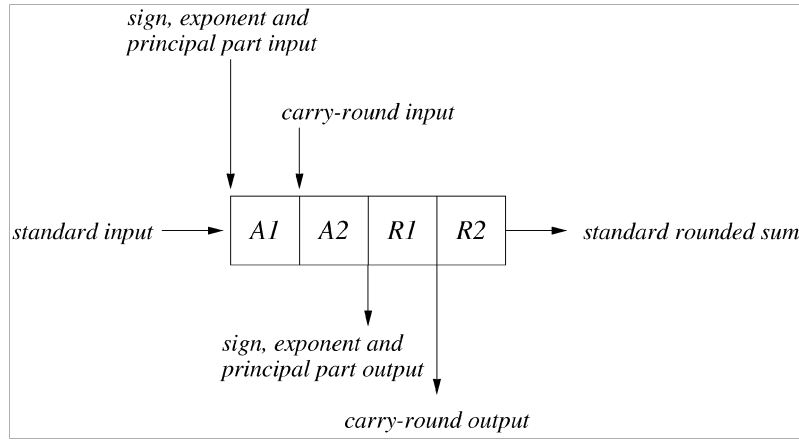 sign, exponent and
principal part input
carry-round input
standard input
A1 A2 R1 R2
standard rounded sum
sign, exponent and
principal part output
carry-round output